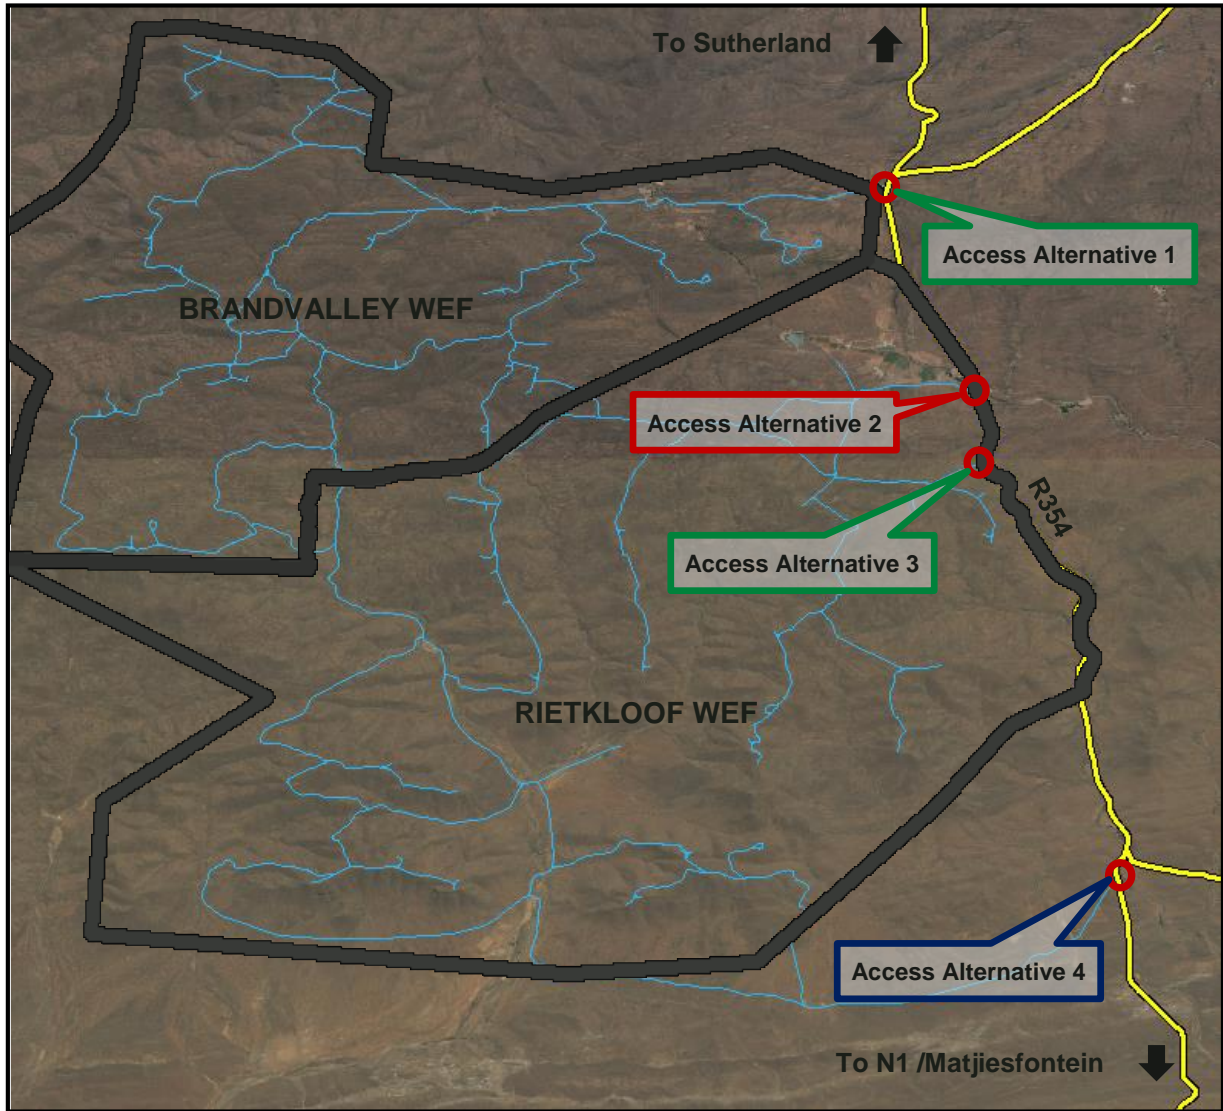 To Sutherland
Access Alternative 1
BRANDVALLEY WEF
Access Alternative 2
R354
Access Alternative 3
RIETKLOOF WEF
Access Alternative 4
To N1 /Matjiesfontein